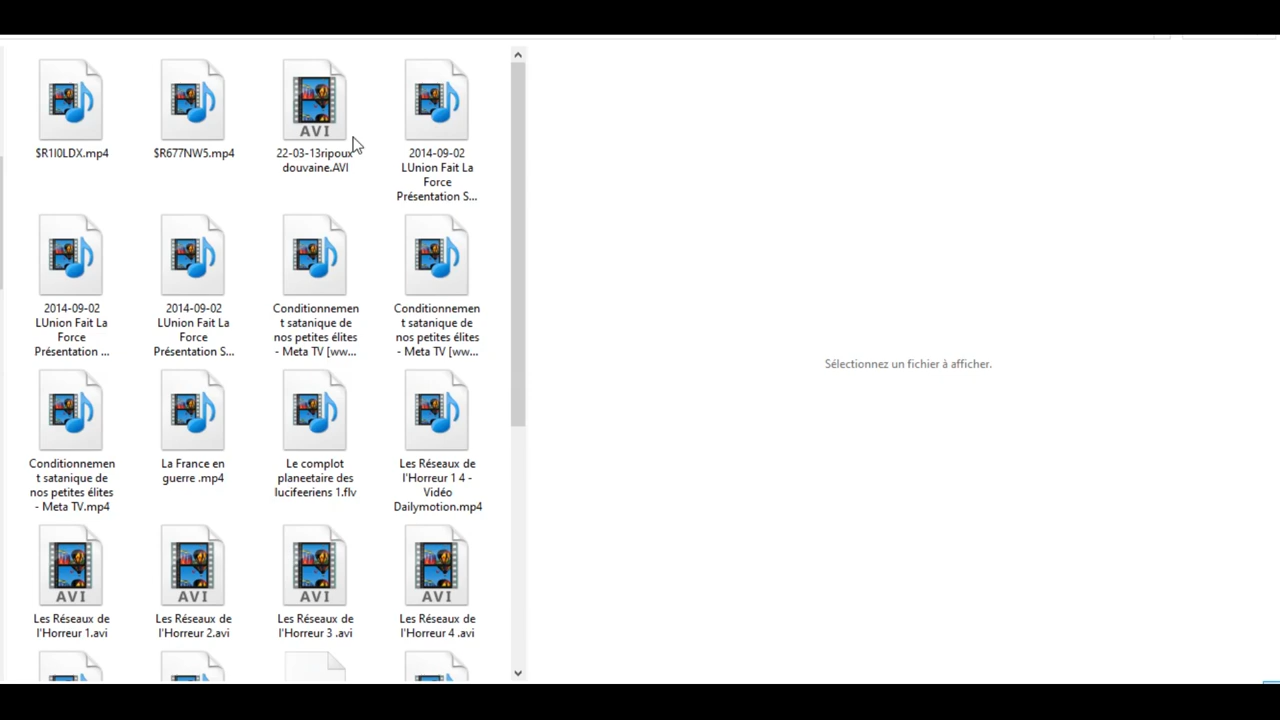 $R1I0LDX.mp4
$R677NW5.mp4
AVI
22-03-13ripoux
douvaine.AVI
2014-09-02
LUnion Fait La
Force
Présentation S...
2014-09-02
LUnion Fait La
Force
Présentation ...
2014-09-02
LUnion Fait La
Force
Présentation S...
Conditionnemen
t satanique de
nos petites élites
- Meta TV [ww...
Conditionnemen
t satanique de
nos petites élites
- Meta TV [ww...
Conditionnemen
t satanique de
nos petites élites
- Meta TV.mp4
La France en
guerre .mp4
Le complot
planeetaire des
lucifeeriens 1.flv
Les Réseaux de
l'Horreur 1 4 -
Vidéo
Dailymotion.mp4
AVI
Les Réseaux de
l'Horreur 1.avi
AVI
Les Réseaux de
l'Horreur 2.avi
AVI
Les Réseaux de
l'Horreur 3 .avi
AVI
Les Réseaux de
l'Horreur 4 .avi
Sélectionnez un fichier à afficher.